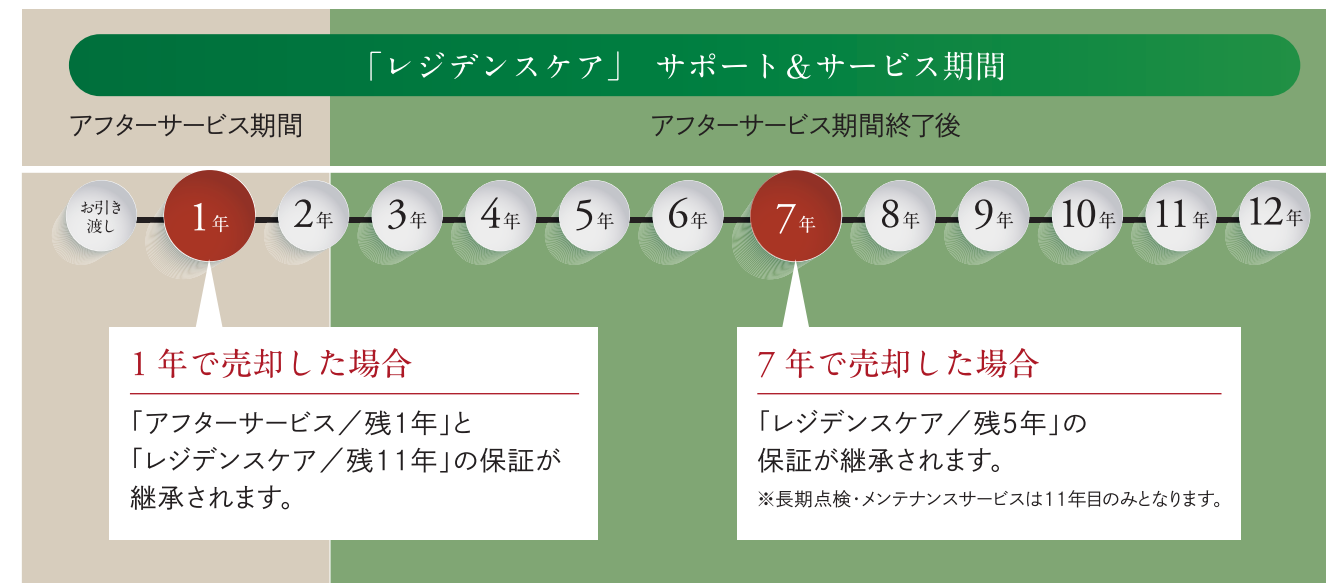 「レジデンスケア」 サポート＆サービス期間
アフターサービス期間
アフターサービス期間終了後
お引き
渡し
1年
2年
3年
4年
5年
6年
7年
8年
9年
10年
11年
12年
1年で売却した場合
「アフターサービス／残1年」と
「レジデンスケア／残11年」の保証が
継承されます。
7年で売却した場合
「レジデンスケア／残5年」の
保証が継承されます。
※長期点検・メンテナンスサービスは11年目のみとなります。